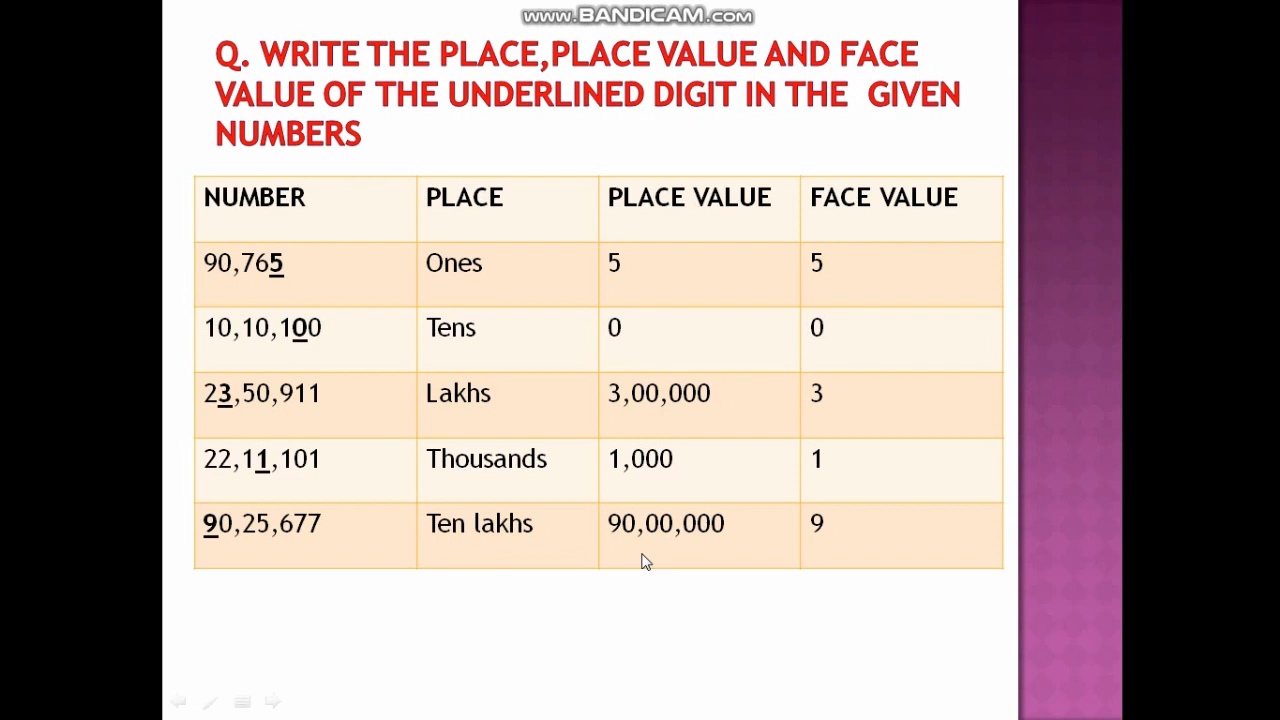 www.BANDICAM.com
Q. WRITE THE PLACE,PLACE VALUE AND FACE
VALUE OF THE UNDERLINED DIGIT IN THE GIVEN
NUMBERS
NUMBER PLACE PLACE VALUE FACE VALUE
90,765 Ones 5 5
10,10,100 Tens 0 0
23,50,911 Lakhs 3,00,000 3
22,11,101 Thousands 1,000 1
90,25,677 Ten lakhs 90,00,000 9